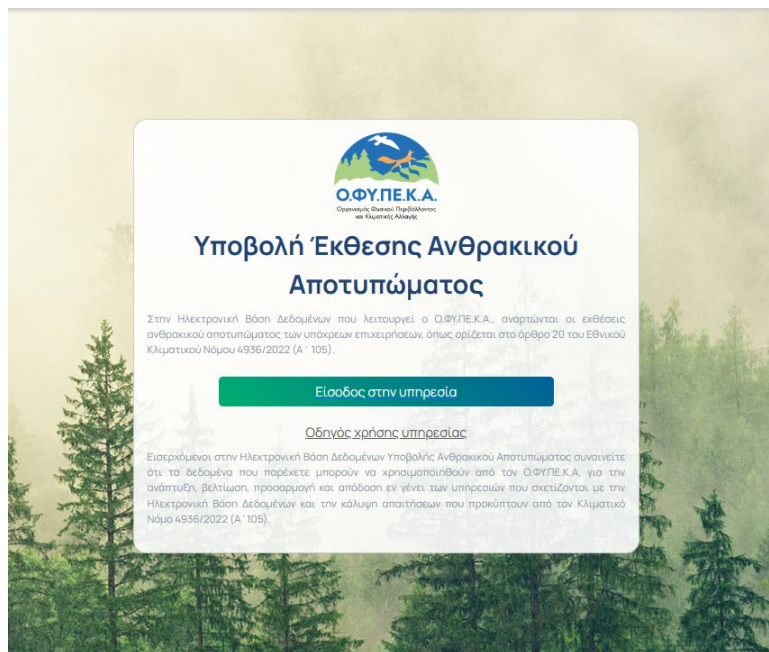 Ο.ΦΥ.ΠΕ.Κ.Α.
Οργανισμός Φυσικού Περιβάλλοντος
και Κλιματικής Αλλαγής
Υποβολή Έκθεσης Ανθρακικού
Αποτυπώματος
Στην Ηλεκτρονική Βάση Δεδομένων που λειτουργεί ο Ο.ΦΥ.ΠΕ.Κ.Α., αναρτώνται οι εκθέσεις
ανθρακικού αποτυπώματος των υπόχρεων επιχειρήσεων, όπως ορίζεται στο άρθρο 20 του Εθνικού
Κλιματικού Νόμου 4936/2022 (Α΄ 105).
Είσοδος στην υπηρεσία
Οδηγός χρήσης υπηρεσίας
Εισερχόμενοι στην Ηλεκτρονική Βάση Δεδομένων Υποβολής Ανθρακικού Αποτυπώματος συναινείτε
ότι τα δεδομένα που παρέχετε μπορούν να χρησιμοποιηθούν από τον Ο.ΦΥ.ΠΕ.Κ.Α. για την
ανάπτυξη, βελτίωση, προσαρμογή και απόδοση εν γένει των υπηρεσιών που σχετίζονται με την
Ηλεκτρονική Βάση Δεδομένων και την κάλυψη απαιτήσεων που προκύπτουν από τον Κλιματικό
Νόμο 4936/2022 (Α΄ 105).